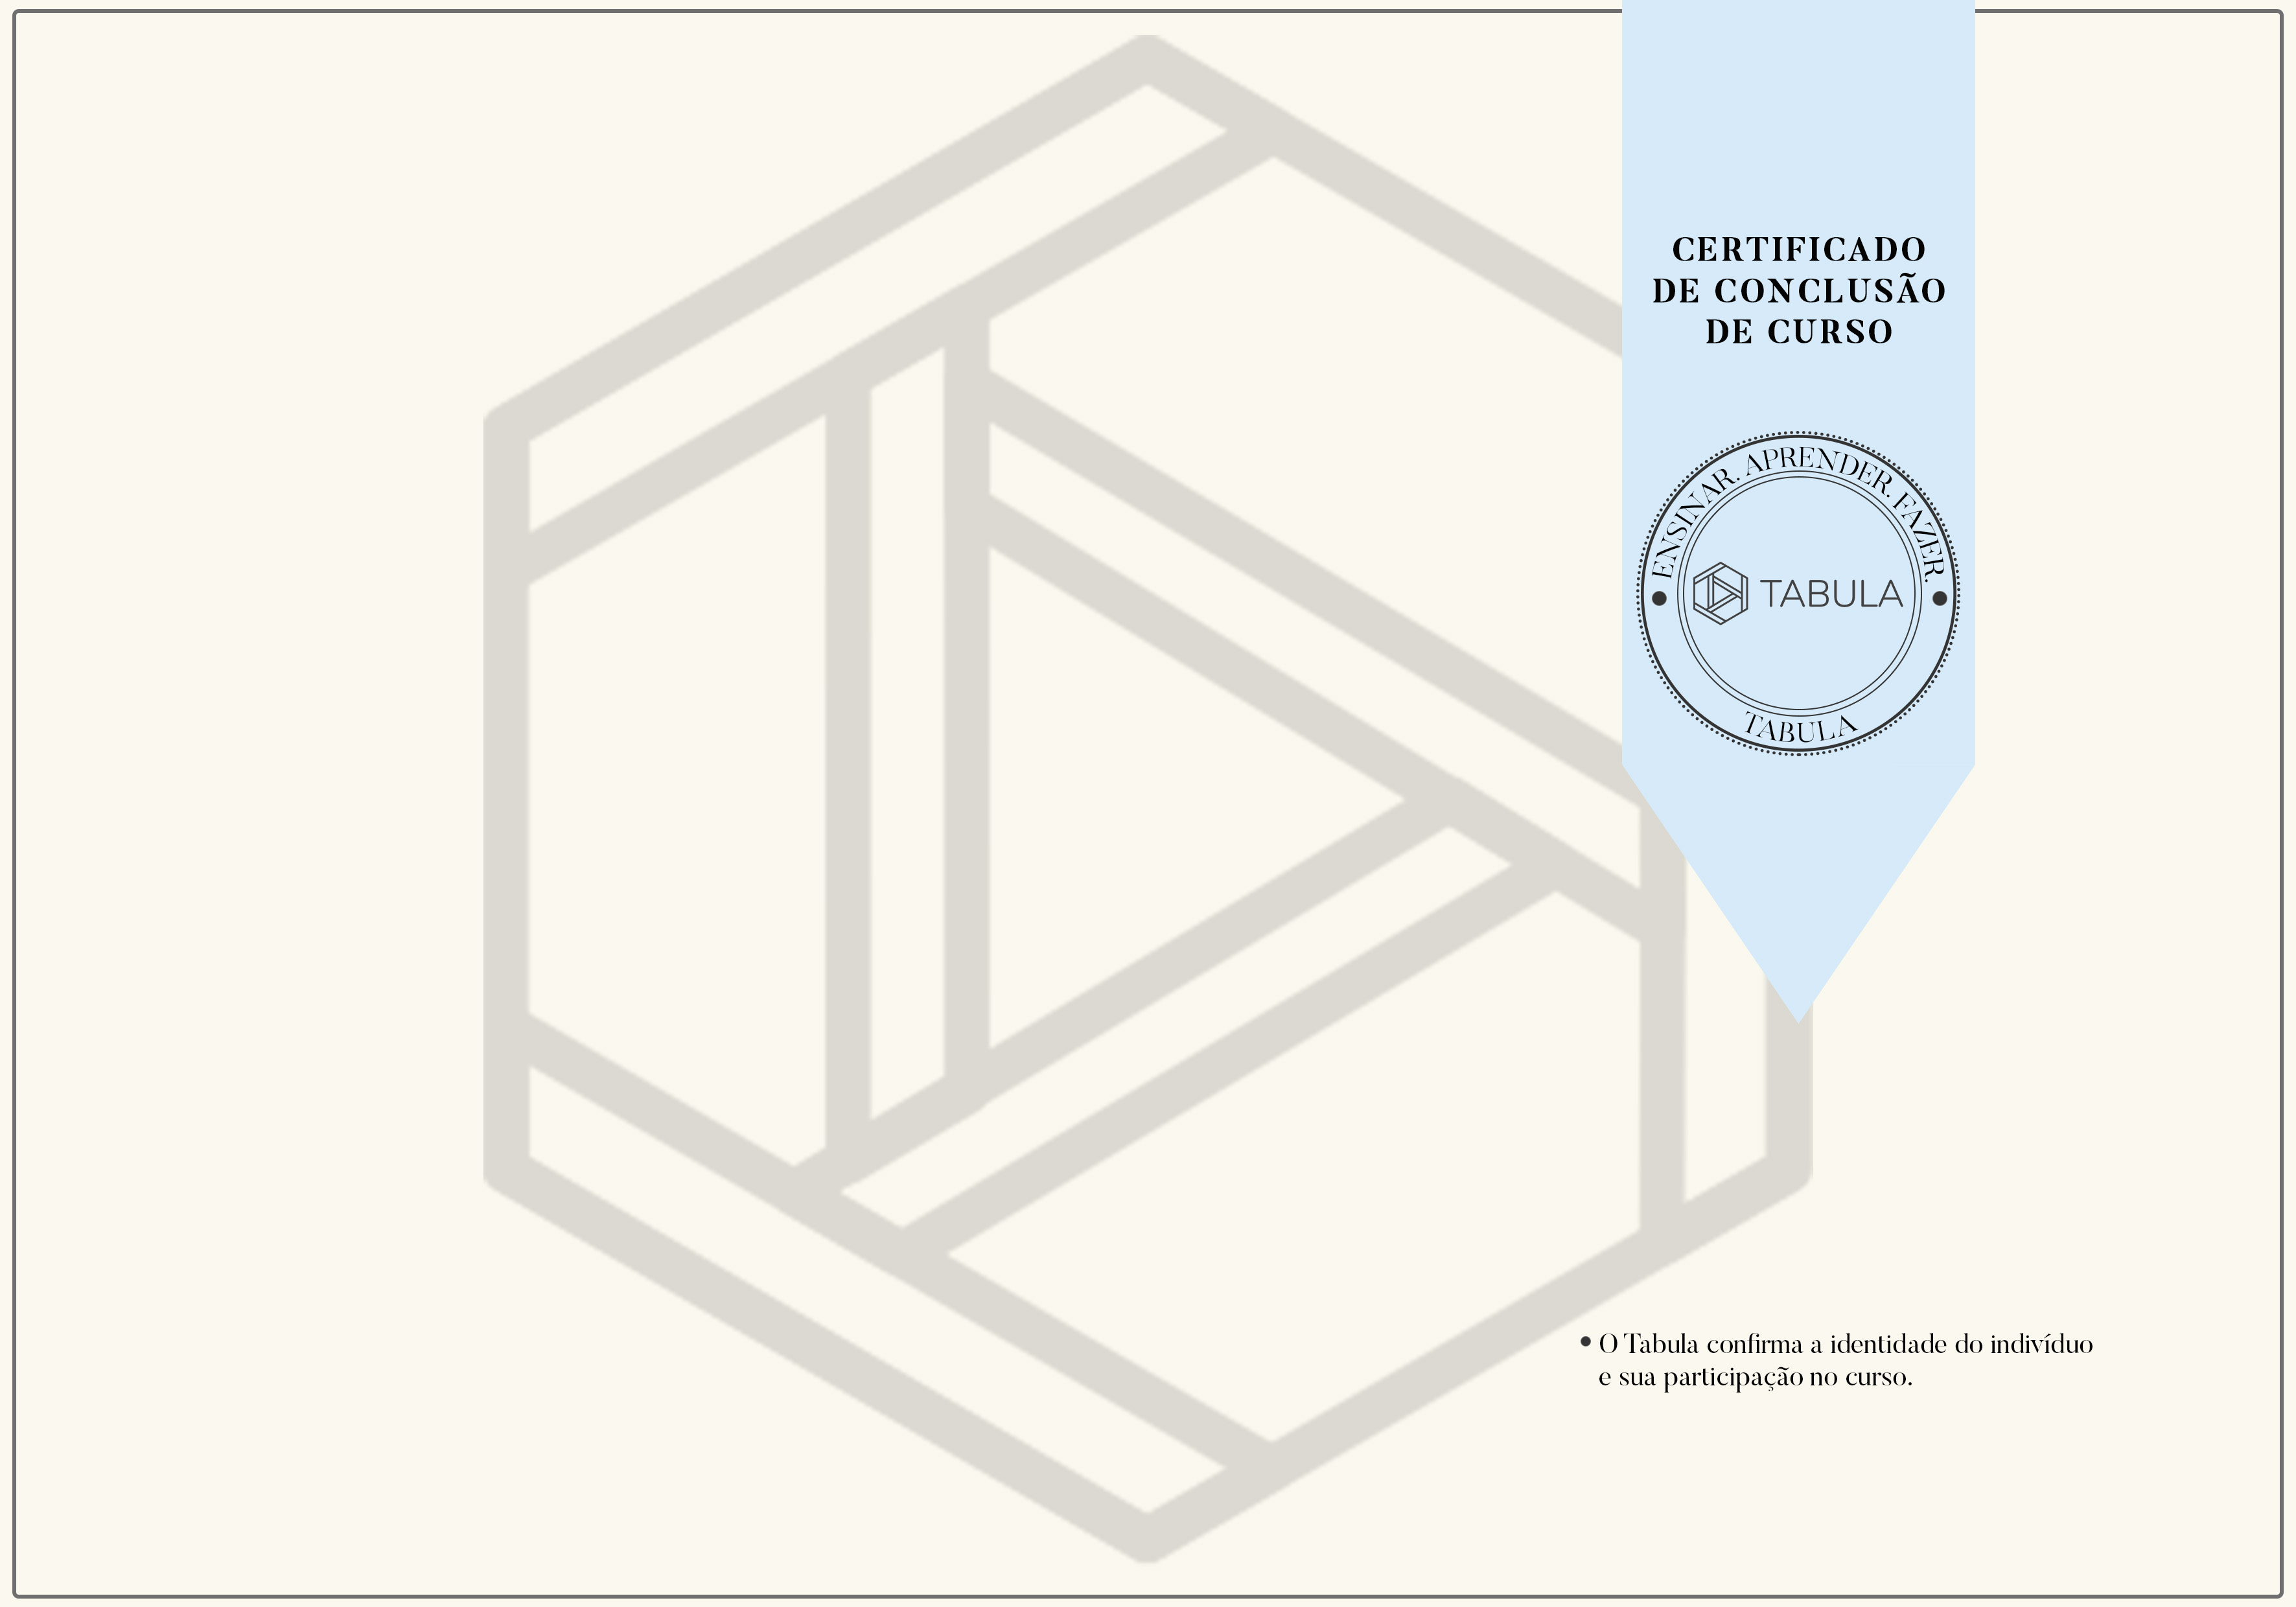 CERTIFICADO
DE CONCLUSÃO
DE CURSO
ENSINAR. APRENDER. FAZER.
TABULA
TABULA
O Tabula confirma a identidade do indivíduo
e sua participação no curso.